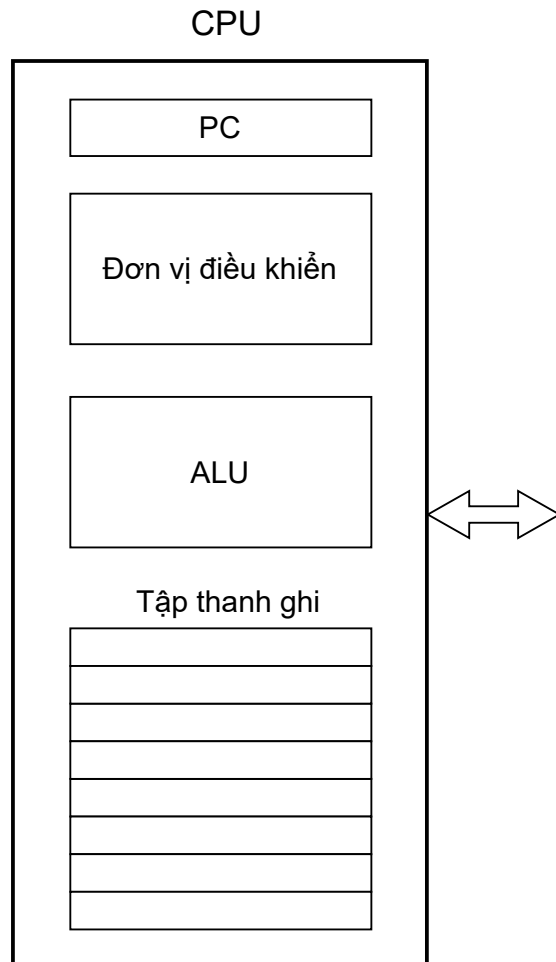 CPU
PC
Đơn vị điều khiển
ALU
Tập thanh ghi